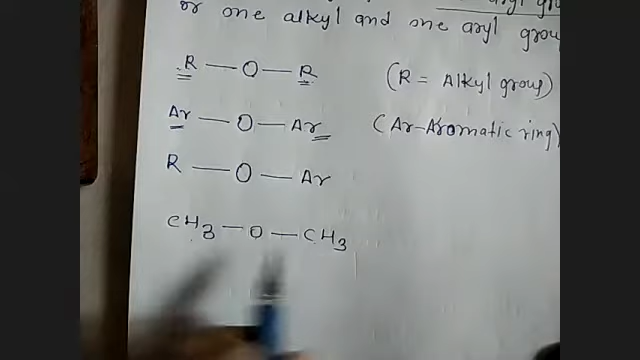 or one alkyl and one aryl grou
R — O — R (R = Alkyl group)
Ar — O — Ar (Ar-Aromatic ring)
R — O — Ar
CH3 — O — CH3